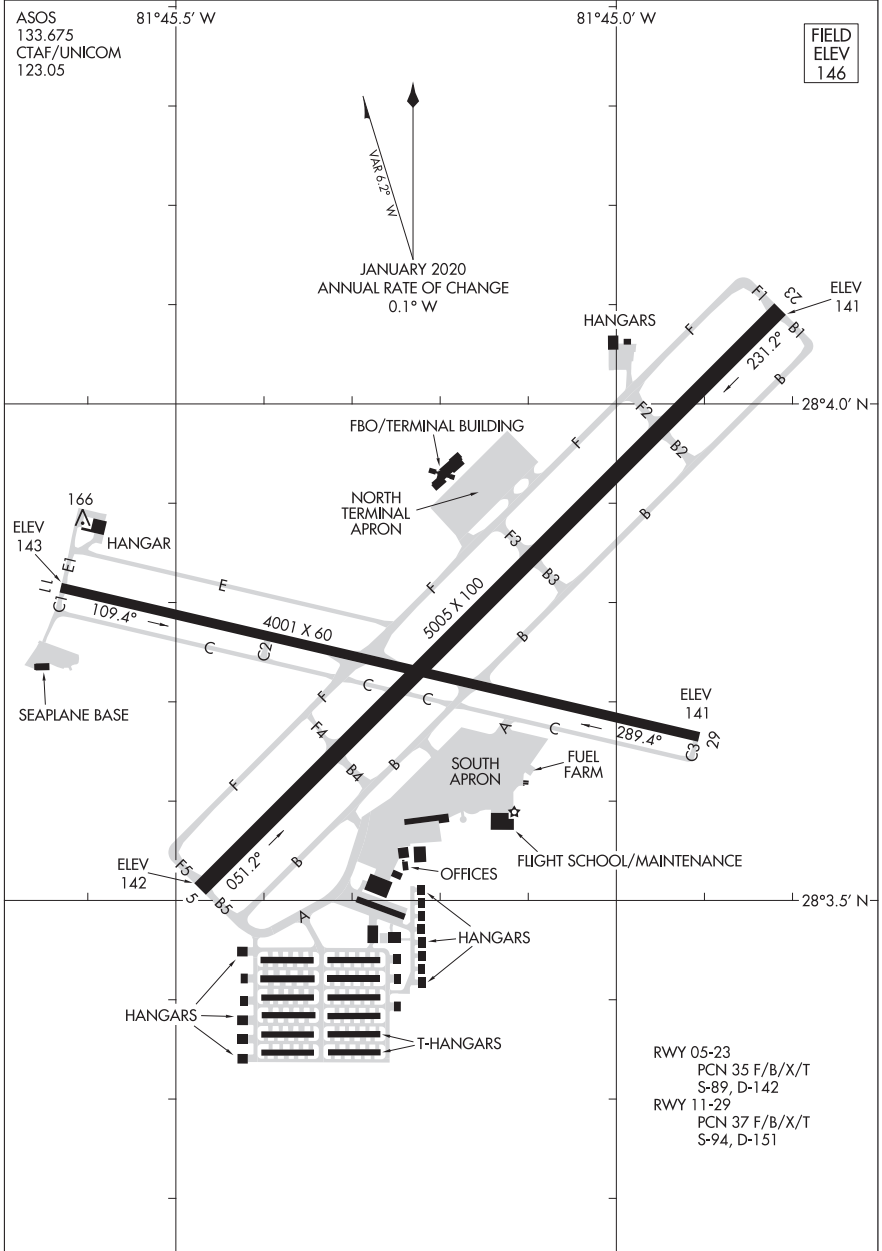 ASOS
133.675
CTAF/UNICOM
123.05
81°45.5' W
81°45.0' W
FIELD
ELEV
146
VAR 6.2° W
JANUARY 2020
ANNUAL RATE OF CHANGE
0.1° W
HANGARS
F1
23
ELEV
141
B1
F
231.2°
B
28°4.0' N
F2
B2
FBO/TERMINAL BUILDING
F
NORTH
TERMINAL
APRON
166
HANGAR
ELEV
143
B
F3
B3
E1
11
C1
E
F
5005 X 100
109.4°
4001 X 60
C
C2
B
C
C
F
SEAPLANE BASE
ELEV
141
A
C
289.4°
C3
29
F4
B4
B
SOUTH
APRON
FUEL
FARM
F
FLIGHT SCHOOL/MAINTENANCE
ELEV
142
F5
5
B5
051.2°
B
OFFICES
28°3.5' N
A
HANGARS
HANGARS
T-HANGARS
RWY 05-23
PCN 35 F/B/X/T
S-89, D-142
RWY 11-29
PCN 37 F/B/X/T
S-94, D-151